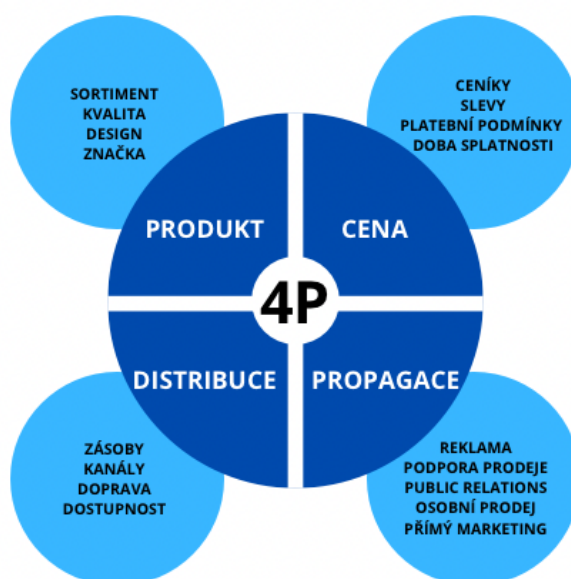 SORTIMENT
KVALITA
DESIGN
ZNAČKA
CENÍKY
SLEVY
PLATEBNÍ PODMÍNKY
DOBA SPLATNOSTI
PRODUKT
CENA
4P
DISTRIBUCE
PROPAGACE
ZÁSOBY
KANÁLY
DOPRAVA
DOSTUPNOST
REKLAMA
PODPORA PRODEJE
PUBLIC RELATIONS
OSOBNÍ PRODEJ
PŘÍMÝ MARKETING